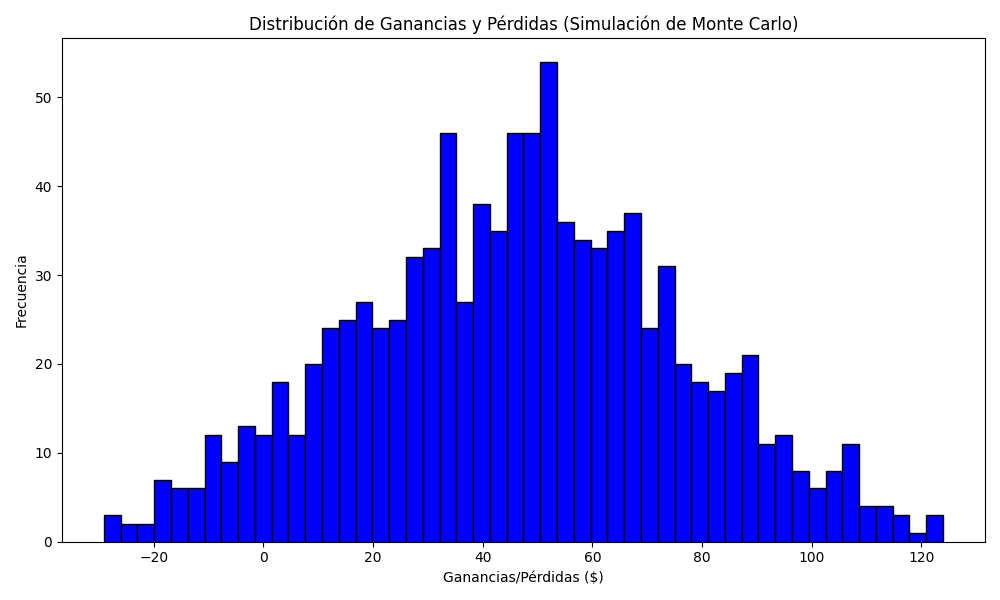 Distribución de Ganancias y Pérdidas (Simulación de Monte Carlo)
Frecuencia
50
40
30
20
10
0
−20 0 20 40 60 80 100 120
Ganancias/Pérdidas ($)